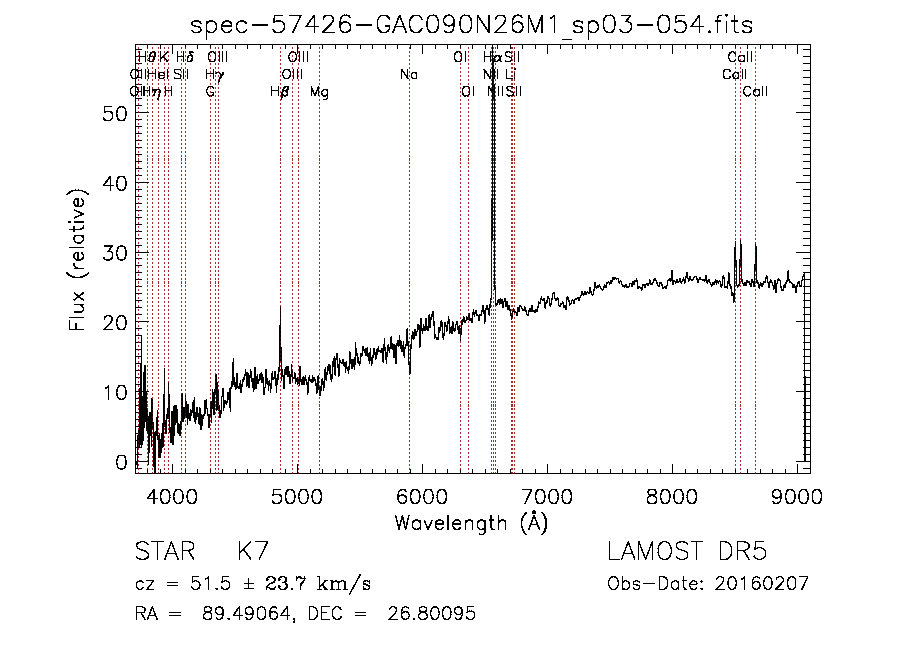 spec-57426-GAC090N26M1_sp03-054.fits
Hθ K Hδ OIII OIII OI Hα SII CaII
OII HeI SII Hγ OIII Na NII Li CaII
OII Hη H G Hβ Mg OI NII SII CaII
50
40
30
20
10
0
Flux (relative)
4000 5000 6000 7000 8000 9000
Wavelength (Å)
STAR K7 LAMOST DR5
cz = 51.5 ± 23.7 km/s Obs-Date: 20160207
RA = 89.49064, DEC = 26.80095